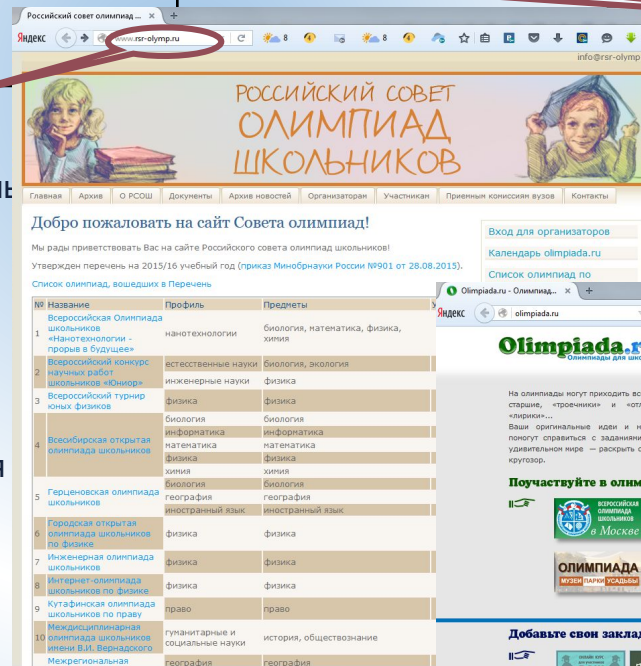 Российский совет олимпиад ...
Яндекс
www.rsr-olymp.ru
8
8
info@rsr-olymp
РОССИЙСКИЙ СОВЕТ
ОЛИМПИАД
ШКОЛЬНИКОВ
Главная Архив О РСОШ Документы Архив новостей Организаторам Участникам Приемным комиссиям вузов Контакты
Добро пожаловать на сайт Совета олимпиад!
Мы рады приветствовать Вас на сайте Российского совета олимпиад школьников!
Утвержден перечень на 2015/16 учебный год (приказ Минобрнауки России №901 от 28.08.2015).
Список олимпиад, вошедших в Перечень
Вход для организаторов
Календарь olimpiada.ru
Список олимпиад по
№ Название Профиль Предметы У
1 Всероссийская Олимпиада школьников «Нанотехнологии - прорыв в будущее» нанотехнологии биология, математика, физика, химия
2 Всероссийский конкурс научных работ школьников «Юниор» естесственные науки биология, экология
инженерные науки физика
3 Всероссийский турнир юных физиков физика физика
4 Всесибирская открытая олимпиада школьников биология биология
информатика информатика
математика математика
физика физика
химия химия
5 Герценовская олимпиада школьников биология биология
география география
иностранный язык иностранный язык
6 Городская открытая олимпиада школьников по физике физика физика
7 Инженерная олимпиада школьников физика физика
8 Интернет-олимпиада школьников по физике физика физика
9 Кутафинская олимпиада школьников по праву право право
10 Междисциплинарная олимпиада школьников имени В.И. Вернадского гуманитарные и социальные науки история, обществознание
Межрегиональная география география
Olimpiada.ru - Олимпиад...
Яндекс
olimpiada.ru
Olimpiada.r
Олимпиады для шко
На олимпиады могут приходить вс
старшие, «троечники» и «отл
«лирики»...
Ваши оригинальные идеи и н
помогут справиться с заданиями
удивительном мире — раскрыть с
кругозор.
Поучаствуйте в олим
ВСЕРОССИЙСКАЯ
ОЛИМПИАДА
ШКОЛЬНИКОВ
в Москве
ОЛИМПИАДА
МУЗЕИ ПАРКИ УСАДЬБЫ
Добавьте свои заклад